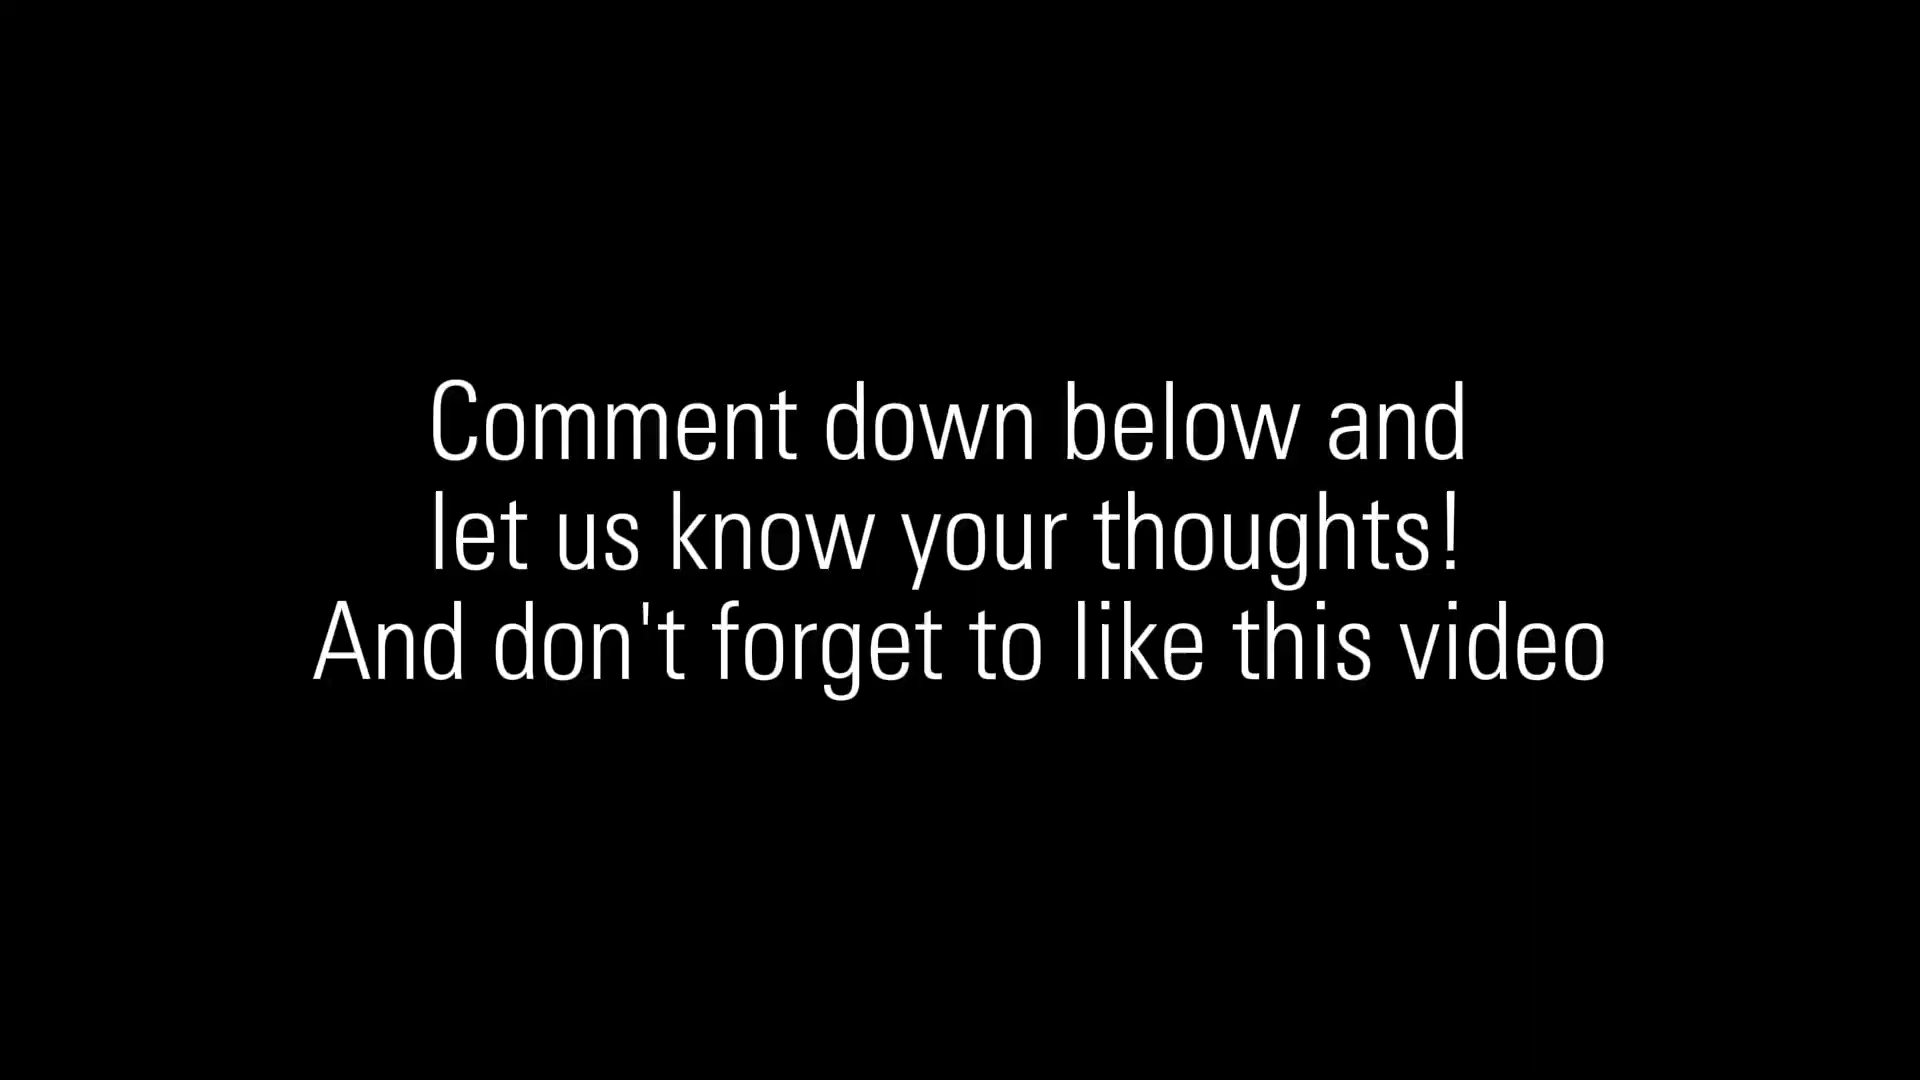 Comment down below and
let us know your thoughts!
And don't forget to like this video